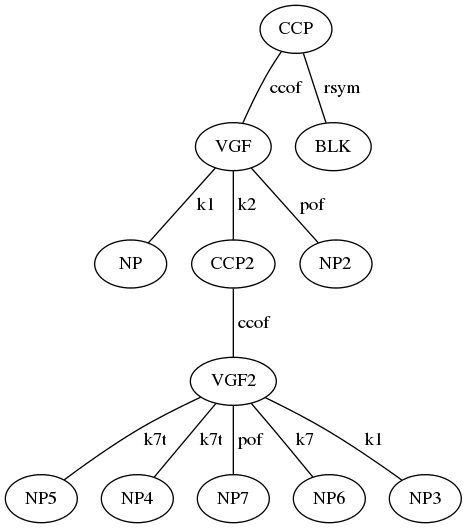 CCP
ccof rsym
VGF BLK
k1 k2 pof
NP CCP2 NP2
ccof
VGF2
k7t k7t pof k7 k1
NP5 NP4 NP7 NP6 NP3